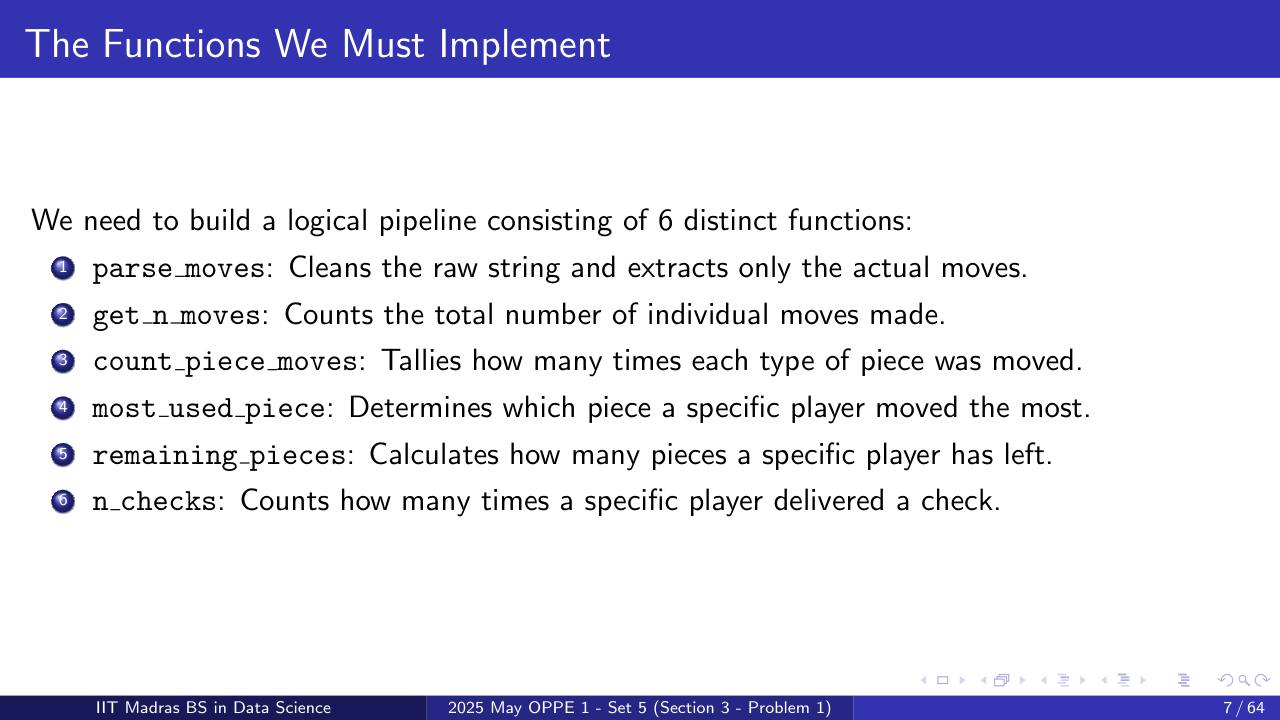 The Functions We Must Implement
We need to build a logical pipeline consisting of 6 distinct functions:
1 parse_moves: Cleans the raw string and extracts only the actual moves.
2 get_n_moves: Counts the total number of individual moves made.
3 count_piece_moves: Tallies how many times each type of piece was moved.
4 most_used_piece: Determines which piece a specific player moved the most.
5 remaining_pieces: Calculates how many pieces a specific player has left.
6 n_checks: Counts how many times a specific player delivered a check.
IIT Madras BS in Data Science 2025 May OPPE 1 - Set 5 (Section 3 - Problem 1) 7 / 64